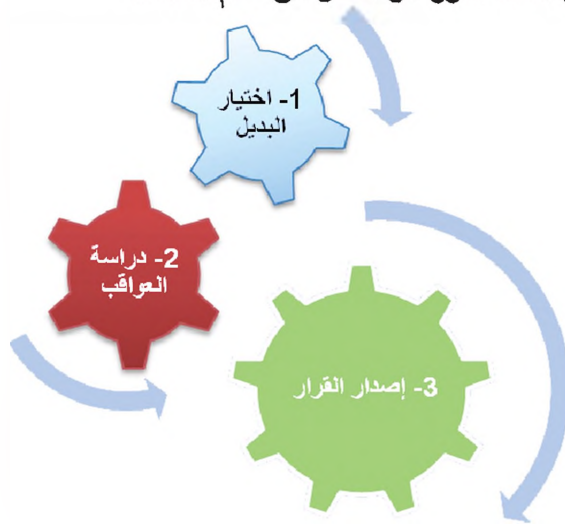 1- اختيار
البديل
2- دراسة
العواقب
3- إصدار القرار